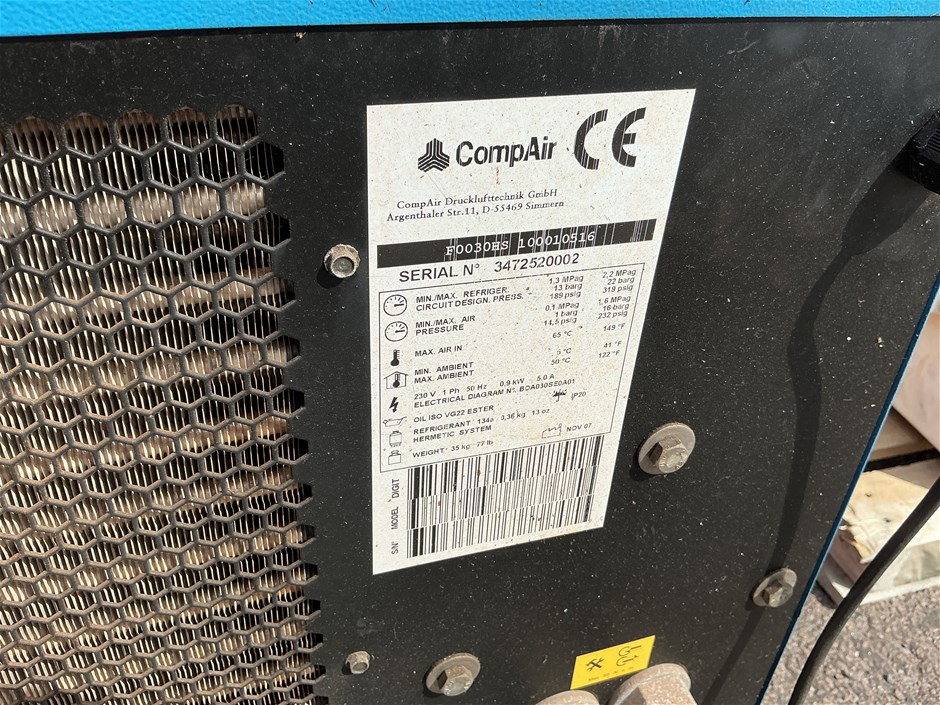 CompAir CE
CompAir Drucklufttechnik GmbH
Argenthaler Str.11, D-55469 Simmern
F0030HS 100010516
SERIAL N° 3472520002
MIN./MAX. REFRIGER. 1,3 MPag 2,2 MPag
CIRCUIT DESIGN. PRESS. 13 barg 22 barg
189 psig 319 psig
MIN./MAX. AIR 0,1 MPag 1,6 MPag
PRESSURE 1 barg 16 barg
14,5 psig 232 psig
MAX. AIR IN 65 °C 149 °F
MIN. AMBIENT 5 °C 41 °F
MAX. AMBIENT 50 °C 122 °F
230 V 1 Ph 50 Hz 0,9 kW 5.0 A
ELECTRICAL DIAGRAM N°. BDA030SE0A01
IP20
OIL ISO VG22 ESTER
REFRIGERANT 134a 0,36 kg 13 oz
HERMETIC SYSTEM
NOV 07
WEIGHT 35 kg 77 lb
S/N° MODEL DIGIT